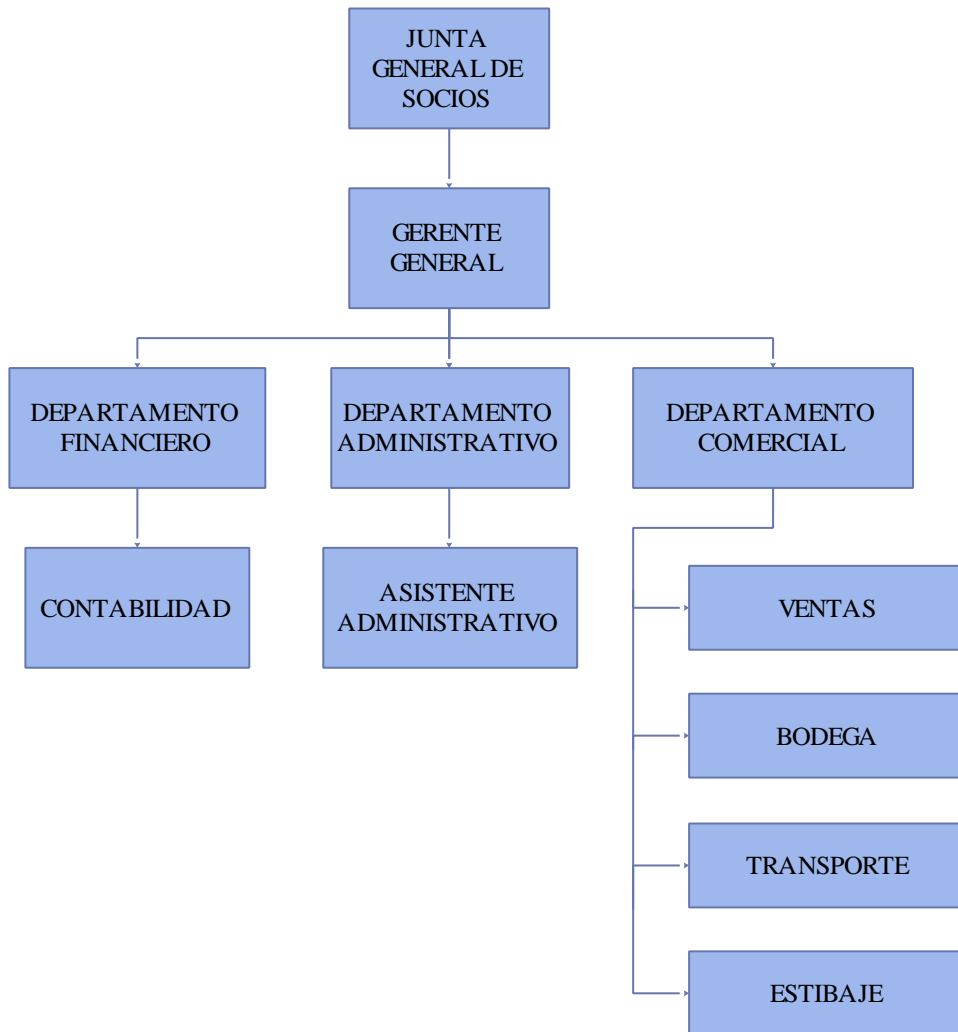 JUNTA
GENERAL DE
SOCIOS
GERENTE
GENERAL
DEPARTAMENTO
FINANCIERO
DEPARTAMENTO
ADMINISTRATIVO
DEPARTAMENTO
COMERCIAL
CONTABILIDAD
ASISTENTE
ADMINISTRATIVO
VENTAS
BODEGA
TRANSPORTE
ESTIBAJE